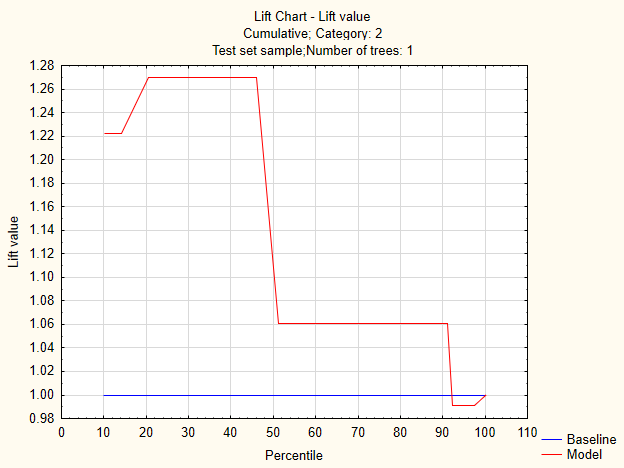 Lift Chart - Lift value
Cumulative; Category: 2
Test set sample;Number of trees: 1
1.28
1.26
1.24
1.22
1.20
1.18
1.16
1.14
1.12
1.10
1.08
1.06
1.04
1.02
1.00
0.98
Lift value
0 10 20 30 40 50 60 70 80 90 100 110
Percentile
Baseline
Model